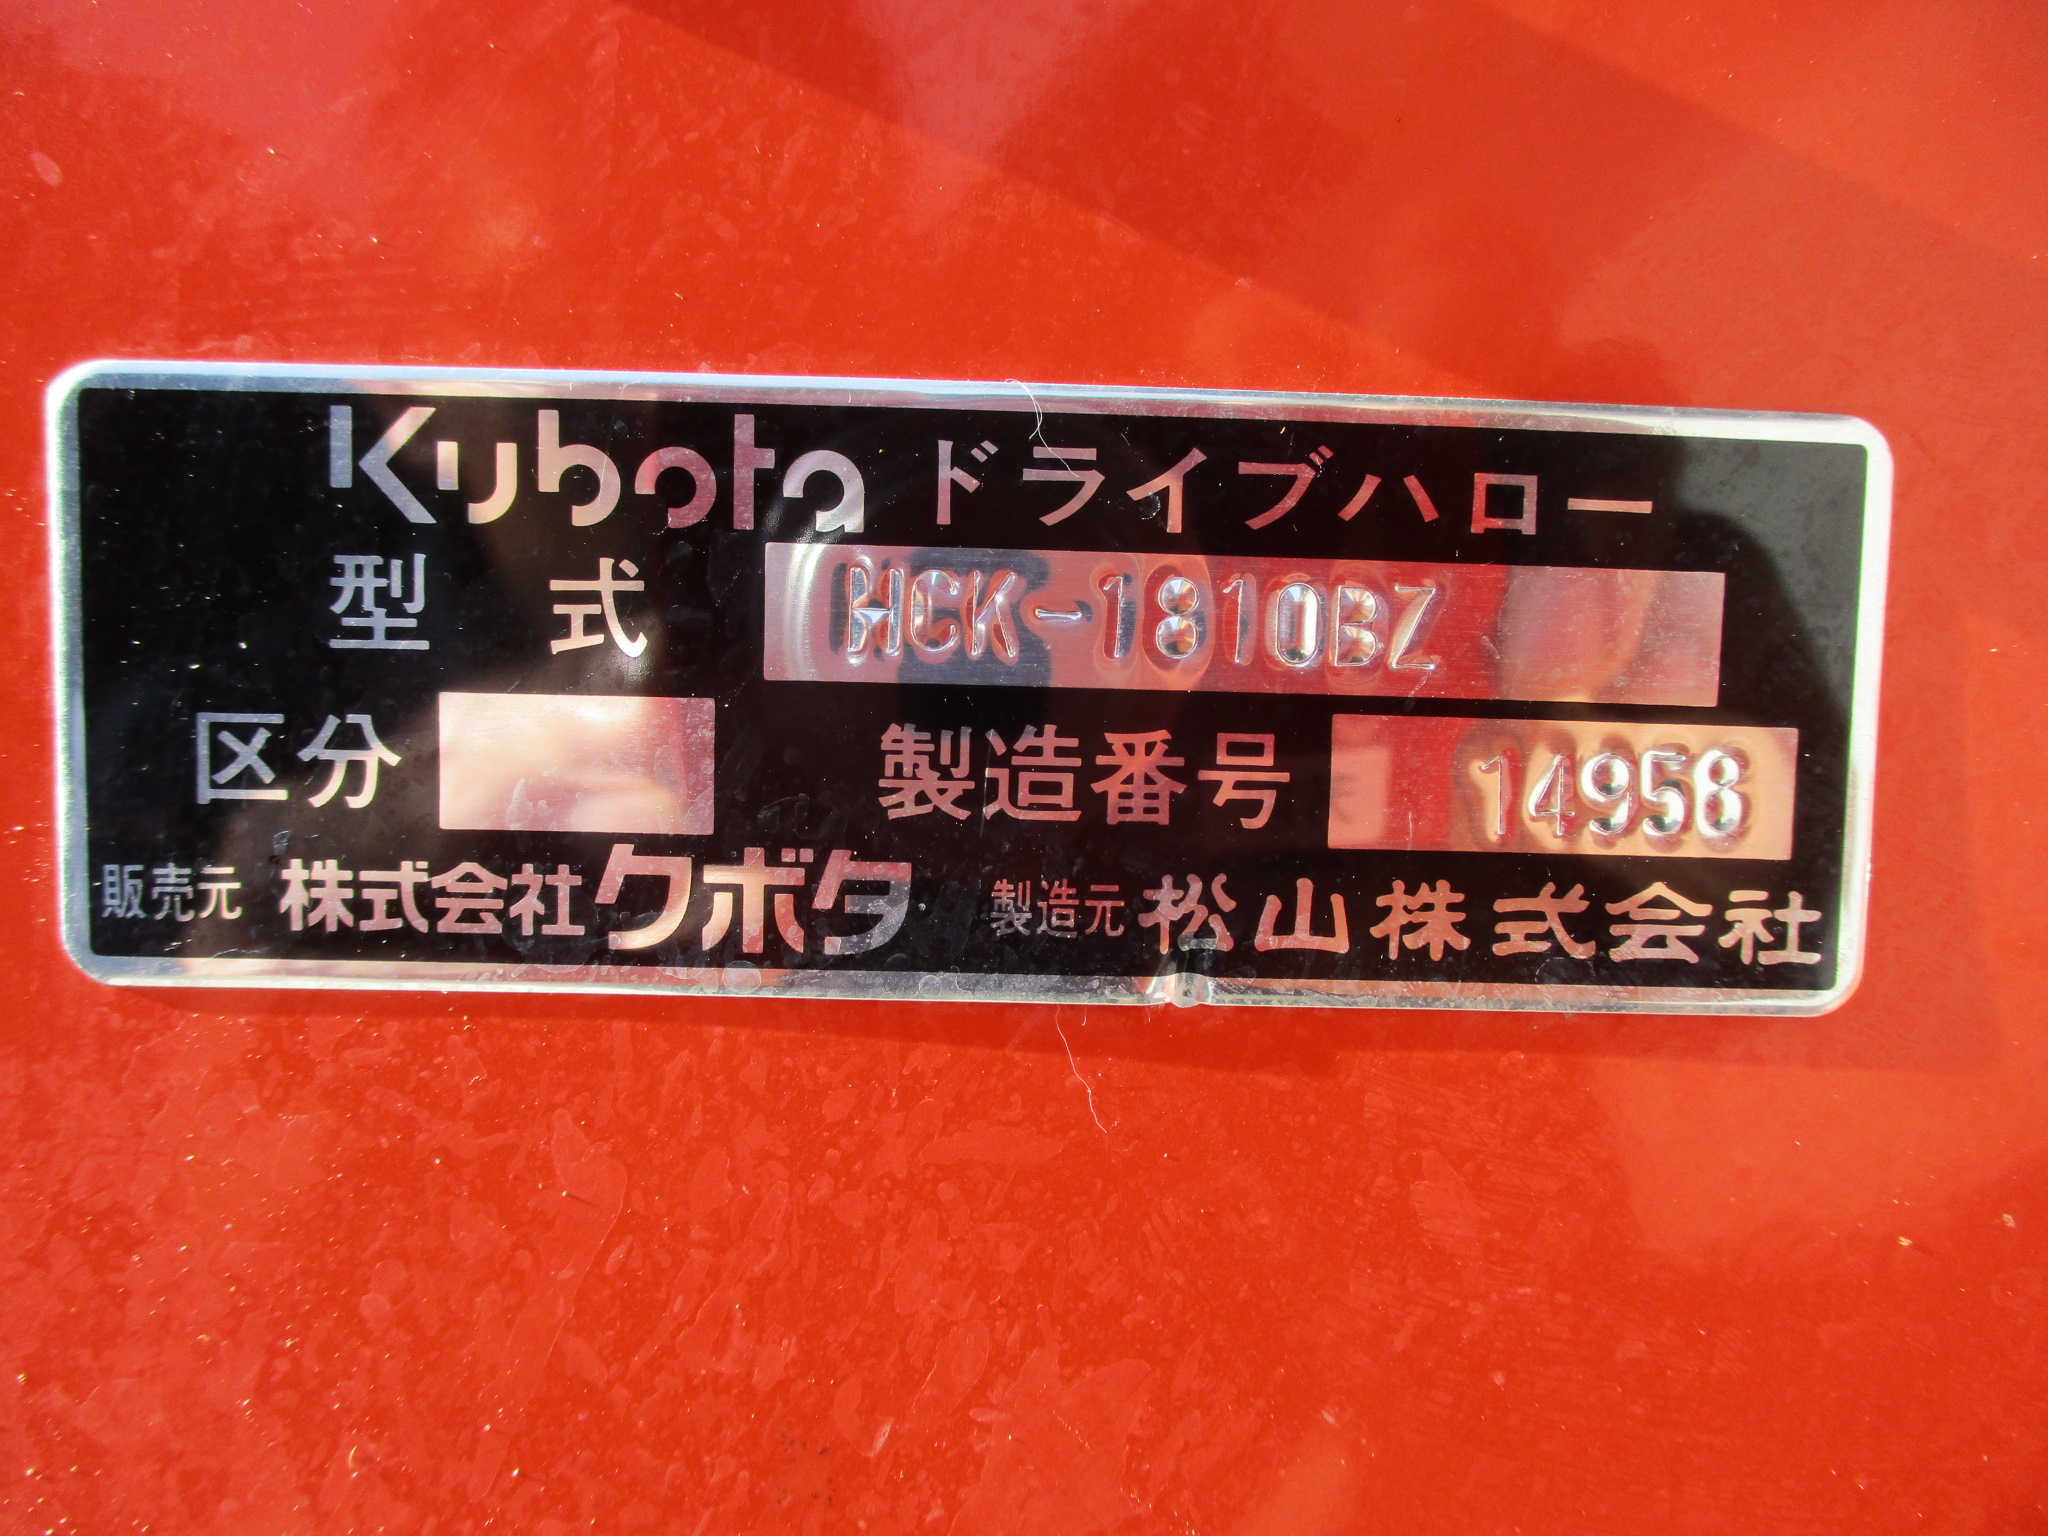 Kubota ドライブハロー
型式 HCK-1810BZ
区分 製造番号 14958
販売元 株式会社クボタ 製造元 松山株式会社